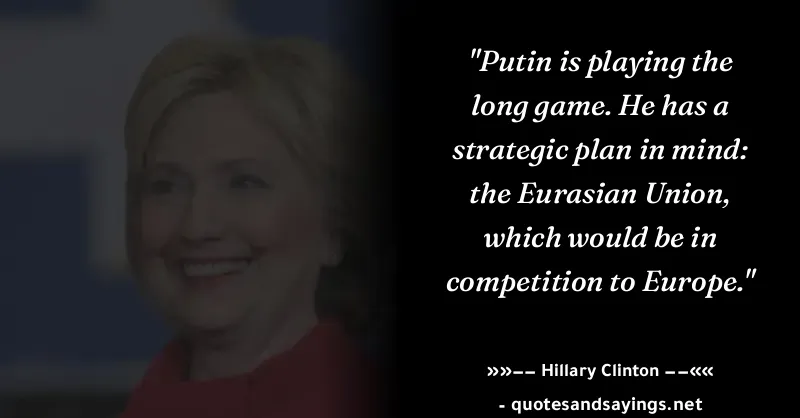 "Putin is playing the
long game. He has a
strategic plan in mind:
the Eurasian Union,
which would be in
competition to Europe."
»»–– Hillary Clinton ––««
- quotesandsayings.net